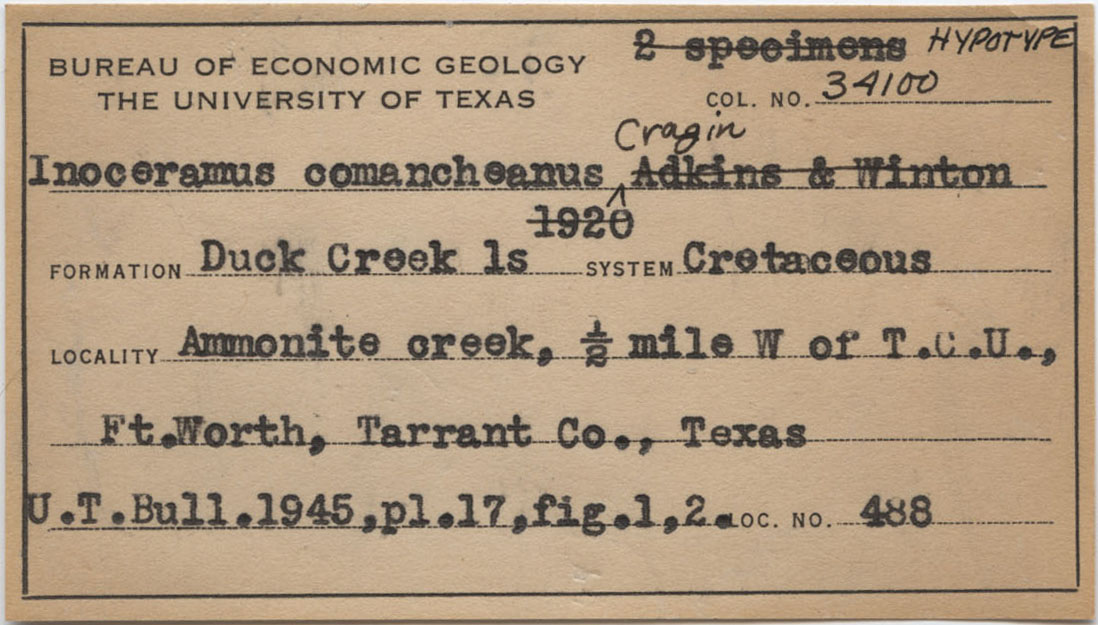 2 specimens HYPOTYPE
BUREAU OF ECONOMIC GEOLOGY
THE UNIVERSITY OF TEXAS
COL. NO. 34100
Cragin
Inoceramus comancheanus ^ Adkins & Winton
1920
FORMATION Duck Creek ls SYSTEM Cretaceous
LOCALITY Ammonite creek, ½ mile W of T.C.U.,
Ft.Worth, Tarrant Co., Texas
U.T.Bull.1945,pl.17,fig.1,2. LOC. NO. 488